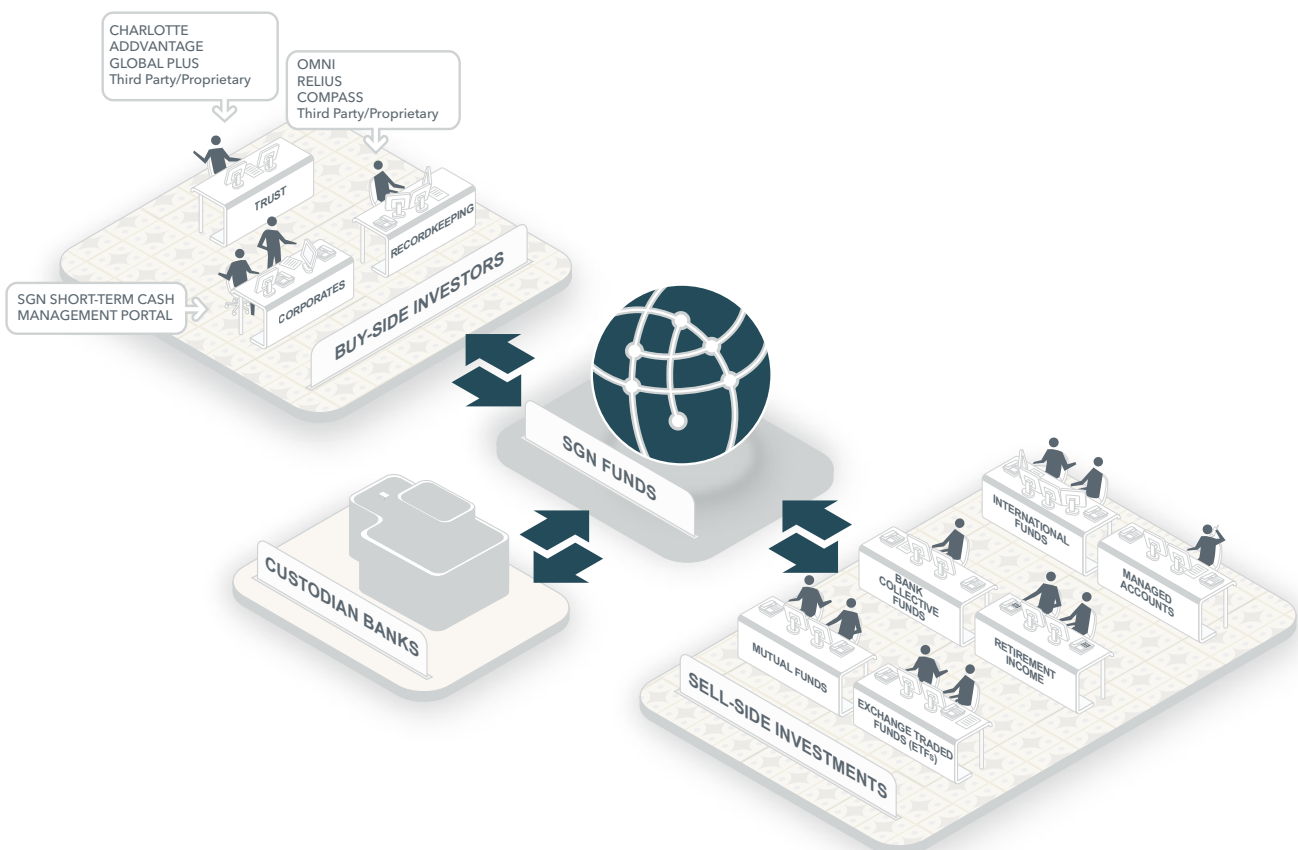 CHARLOTTE
ADDVANTAGE
GLOBAL PLUS
Third Party/Proprietary
OMNI
RELIUS
COMPASS
Third Party/Proprietary
TRUST
RECORDKEEPING
CORPORATES
SGN SHORT-TERM CASH
MANAGEMENT PORTAL
BUY-SIDE INVESTORS
SGN FUNDS
CUSTODIAN BANKS
INTERNATIONAL
FUNDS
MANAGED
ACCOUNTS
BANK
COLLECTIVE
FUNDS
RETIREMENT
INCOME
MUTUAL FUNDS
EXCHANGE TRADED
FUNDS (ETFs)
SELL-SIDE INVESTMENTS